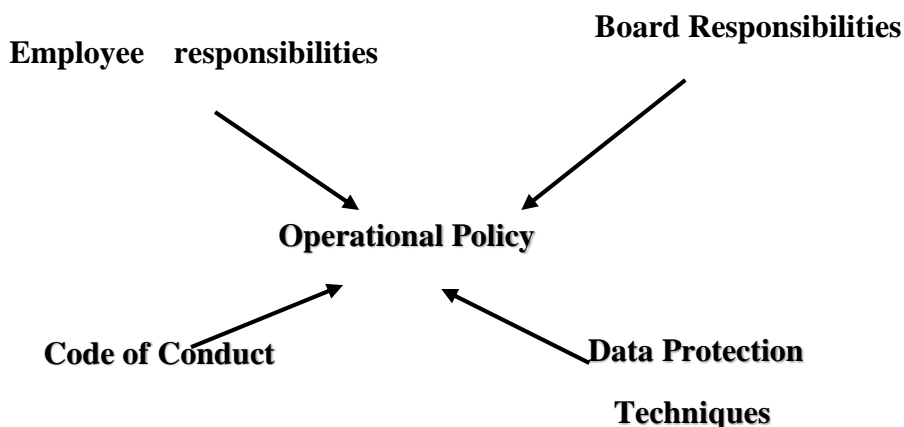 Board Responsibilities
Employee responsibilities
Operational Policy
Code of Conduct
Data Protection
Techniques